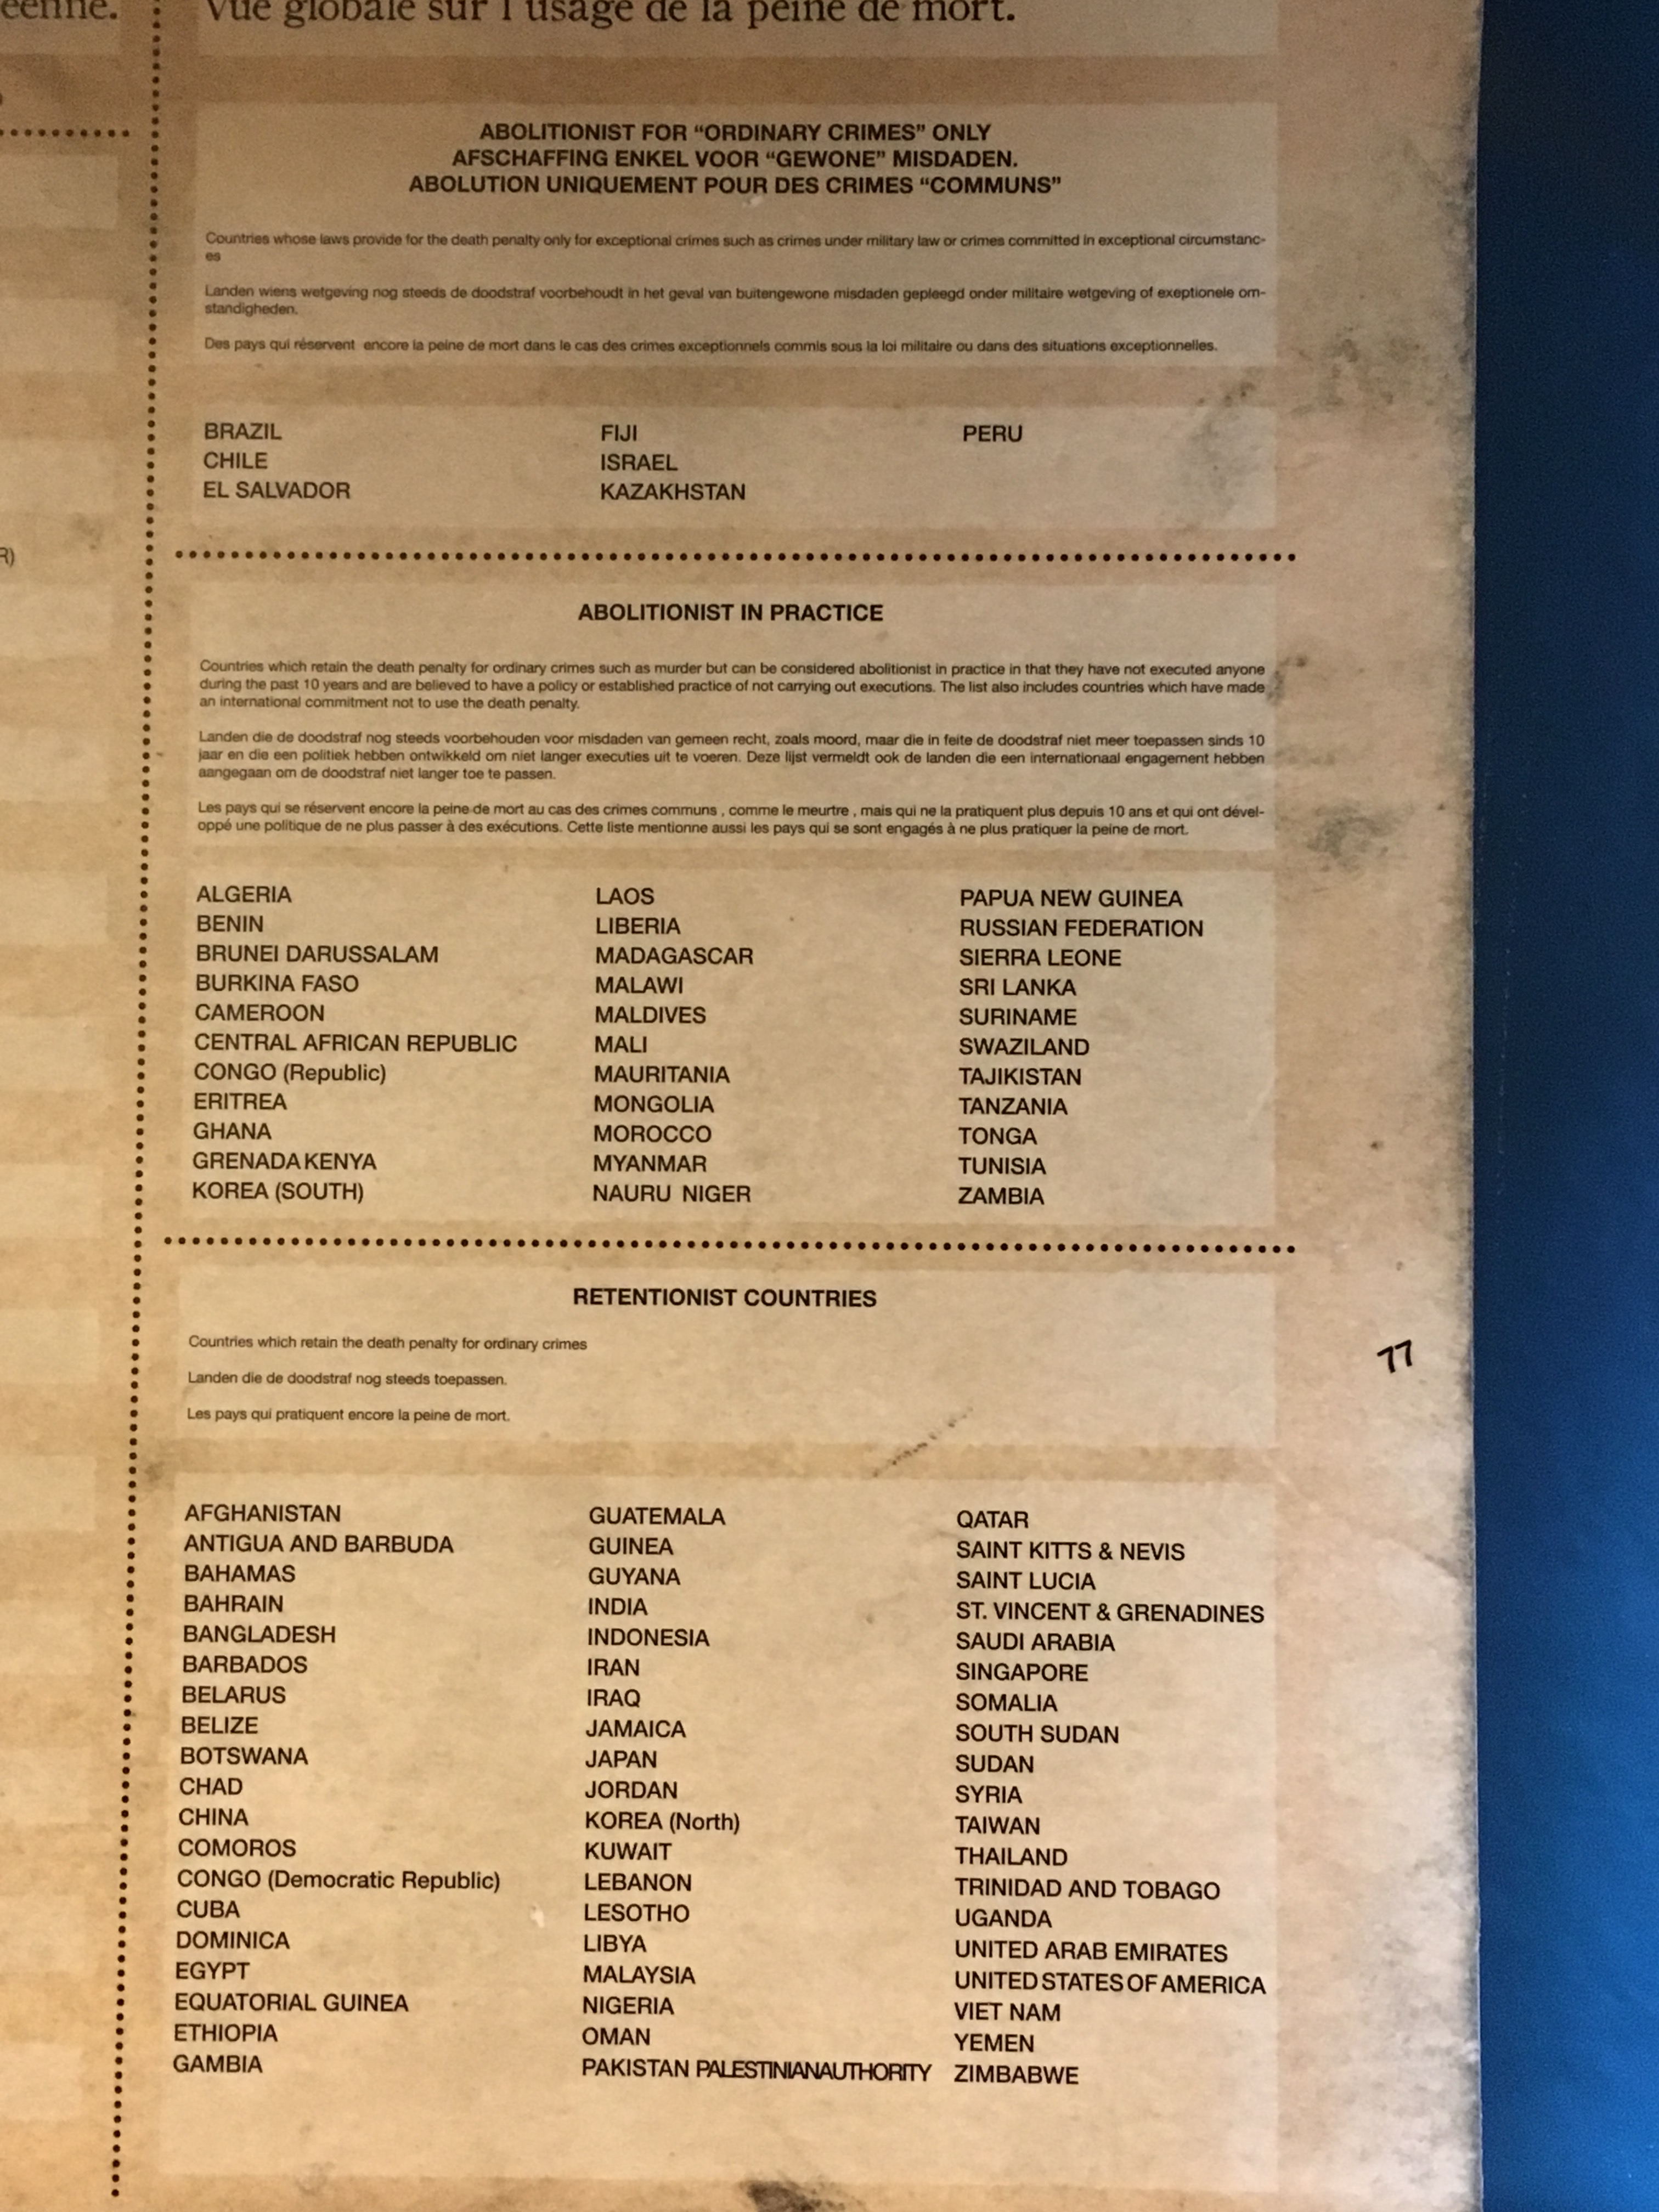 éenne.
vue globale sur l'usage de la peine de mort.
ABOLITIONIST FOR “ORDINARY CRIMES” ONLY
AFSCHAFFING ENKEL VOOR “GEWONE” MISDADEN.
ABOLUTION UNIQUEMENT POUR DES CRIMES “COMMUNS”
Countries whose laws provide for the death penalty only for exceptional crimes such as crimes under military law or crimes committed in exceptional circumstanc-
es
Landen wiens wetgeving nog steeds de doodstraf voorbehoudt in het geval van buitengewone misdaden gepleegd onder militaire wetgeving of exeptionele om-
standigheden.
Des pays qui réservent encore la peine de mort dans le cas des crimes exceptionnels commis sous la loi militaire ou dans des situations exceptionnelles.
BRAZIL
CHILE
EL SALVADOR
FIJI
ISRAEL
KAZAKHSTAN
PERU
R)
ABOLITIONIST IN PRACTICE
Countries which retain the death penalty for ordinary crimes such as murder but can be considered abolitionist in practice in that they have not executed anyone
during the past 10 years and are believed to have a policy or established practice of not carrying out executions. The list also includes countries which have made
an international commitment not to use the death penalty.
Landen die de doodstraf nog steeds voorbehouden voor misdaden van gemeen recht, zoals moord, maar die in feite de doodstraf niet meer toepassen sinds 10
jaar en die een politiek hebben ontwikkeld om niet langer executies uit te voeren. Deze lijst vermeldt ook de landen die een internationaal engagement hebben
aangegaan om de doodstraf niet langer toe te passen.
Les pays qui se réservent encore la peine de mort au cas des crimes communs , comme le meurtre , mais qui ne la pratiquent plus depuis 10 ans et qui ont dével-
oppé une politique de ne plus passer à des exécutions. Cette liste mentionne aussi les pays qui se sont engagés à ne plus pratiquer la peine de mort.
ALGERIA
BENIN
BRUNEI DARUSSALAM
BURKINA FASO
CAMEROON
CENTRAL AFRICAN REPUBLIC
CONGO (Republic)
ERITREA
GHANA
GRENADA KENYA
KOREA (SOUTH)
LAOS
LIBERIA
MADAGASCAR
MALAWI
MALDIVES
MALI
MAURITANIA
MONGOLIA
MOROCCO
MYANMAR
NAURU NIGER
PAPUA NEW GUINEA
RUSSIAN FEDERATION
SIERRA LEONE
SRI LANKA
SURINAME
SWAZILAND
TAJIKISTAN
TANZANIA
TONGA
TUNISIA
ZAMBIA
RETENTIONIST COUNTRIES
Countries which retain the death penalty for ordinary crimes
Landen die de doodstraf nog steeds toepassen.
Les pays qui pratiquent encore la peine de mort.
77
AFGHANISTAN
ANTIGUA AND BARBUDA
BAHAMAS
BAHRAIN
BANGLADESH
BARBADOS
BELARUS
BELIZE
BOTSWANA
CHAD
CHINA
COMOROS
CONGO (Democratic Republic)
CUBA
DOMINICA
EGYPT
EQUATORIAL GUINEA
ETHIOPIA
GAMBIA
GUATEMALA
GUINEA
GUYANA
INDIA
INDONESIA
IRAN
IRAQ
JAMAICA
JAPAN
JORDAN
KOREA (North)
KUWAIT
LEBANON
LESOTHO
LIBYA
MALAYSIA
NIGERIA
OMAN
PAKISTAN PALESTINIANAUTHORITY
QATAR
SAINT KITTS & NEVIS
SAINT LUCIA
ST. VINCENT & GRENADINES
SAUDI ARABIA
SINGAPORE
SOMALIA
SOUTH SUDAN
SUDAN
SYRIA
TAIWAN
THAILAND
TRINIDAD AND TOBAGO
UGANDA
UNITED ARAB EMIRATES
UNITED STATES OF AMERICA
VIET NAM
YEMEN
ZIMBABWE